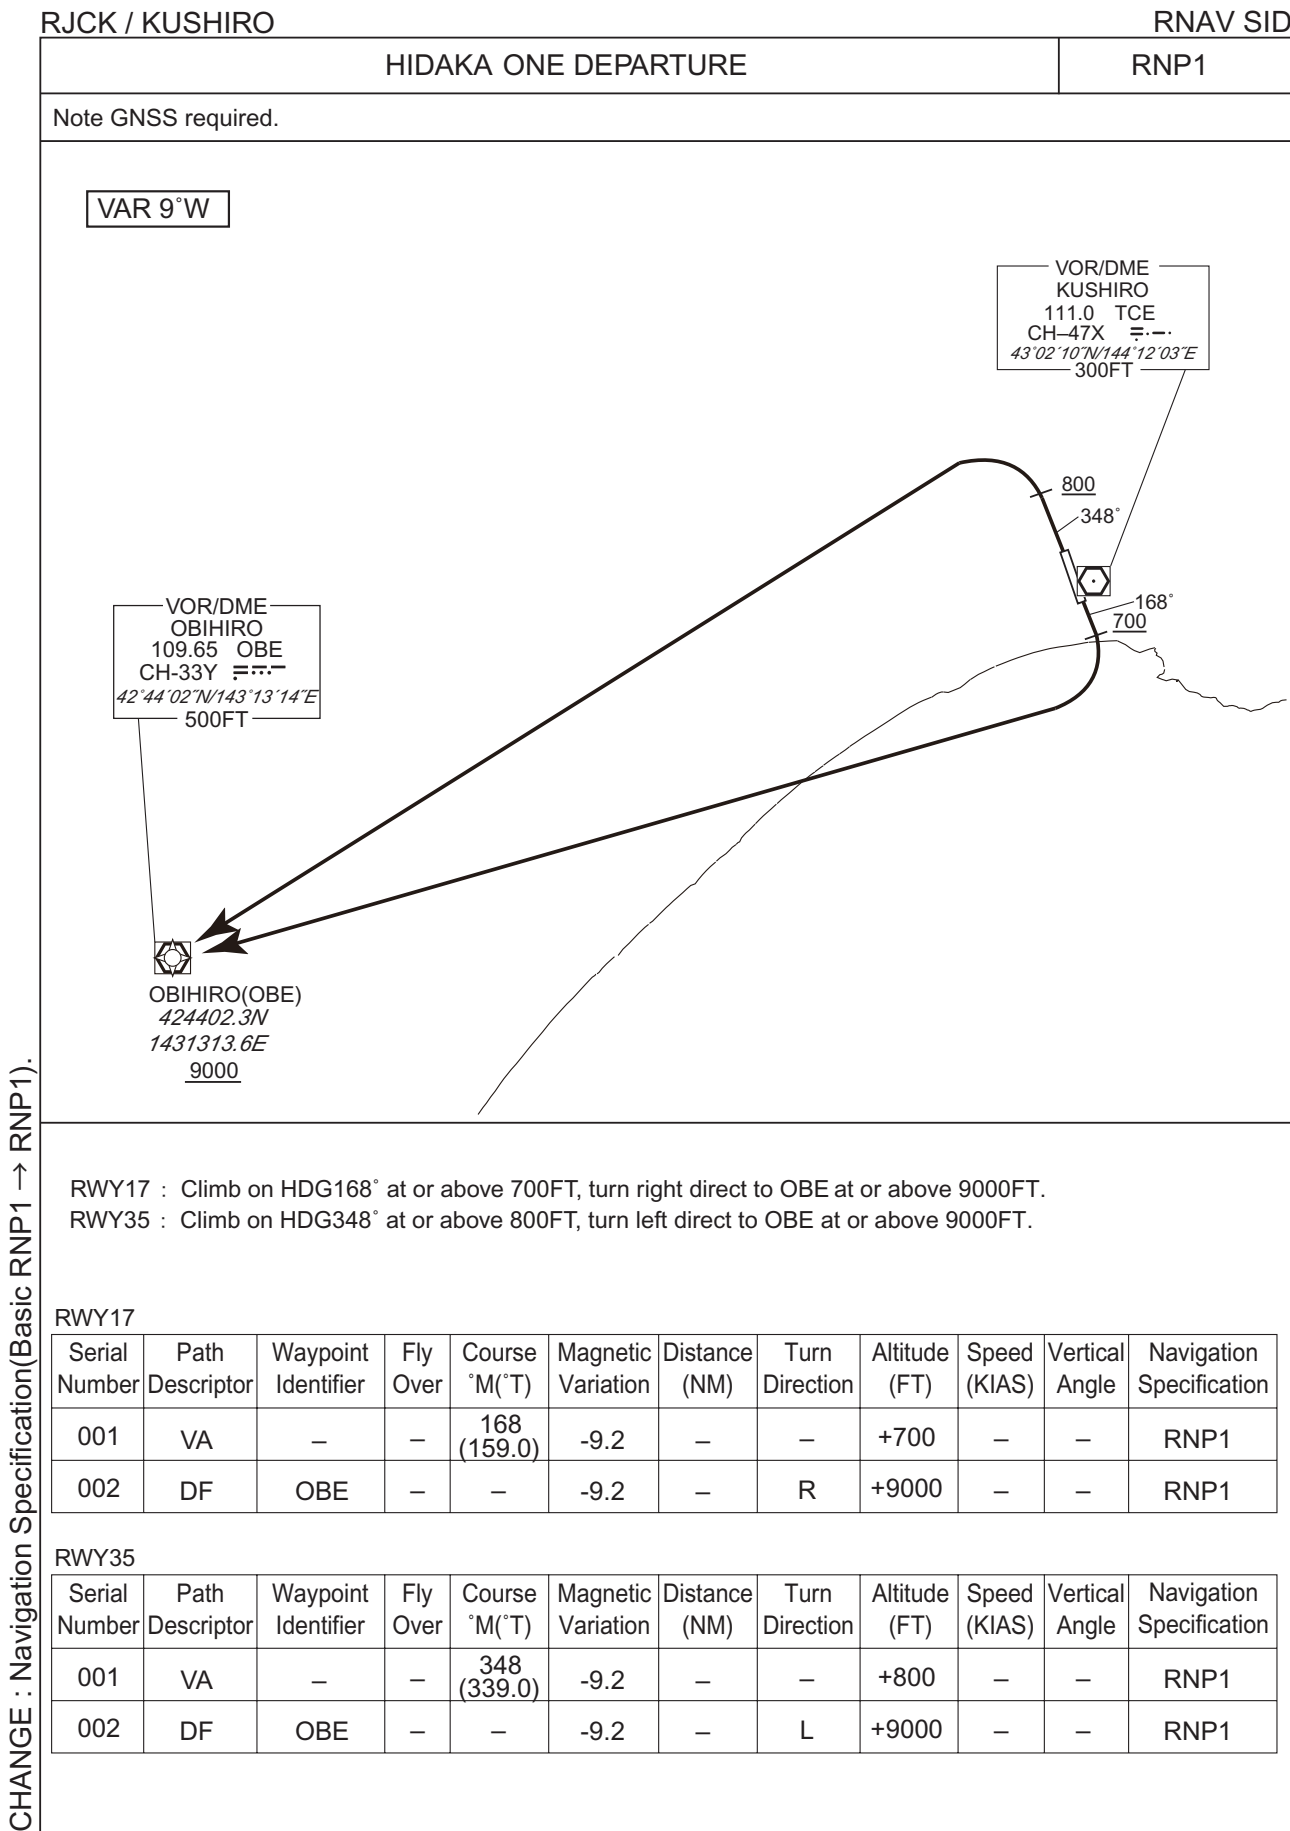 RJCK / KUSHIRO
RNAV SID
HIDAKA ONE DEPARTURE
RNP1
Note GNSS required.
VAR 9˚W
VOR/DME
KUSHIRO
111.0 TCE
CH–47X
43˚02´10˝N/144˚12´03˝E
300FT
800
348˚
168˚
700
VOR/DME
OBIHIRO
109.65 OBE
CH-33Y
42˚44´02˝N/143˚13´14˝E
500FT
OBIHIRO(OBE)
424402.3N
1431313.6E
9000
RWY17 : Climb on HDG168˚ at or above 700FT, turn right direct to OBE at or above 9000FT.
RWY35 : Climb on HDG348˚ at or above 800FT, turn left direct to OBE at or above 9000FT.
RWY17
Serial Number Path Descriptor Waypoint Identifier Fly Over Course ˚M(˚T) Magnetic Variation Distance (NM) Turn Direction Altitude (FT) Speed (KIAS) Vertical Angle Navigation Specification
001 VA – – 168 (159.0) -9.2 – – +700 – – RNP1
002 DF OBE – – -9.2 – R +9000 – – RNP1
RWY35
Serial Number Path Descriptor Waypoint Identifier Fly Over Course ˚M(˚T) Magnetic Variation Distance (NM) Turn Direction Altitude (FT) Speed (KIAS) Vertical Angle Navigation Specification
001 VA – – 348 (339.0) -9.2 – – +800 – – RNP1
002 DF OBE – – -9.2 – L +9000 – – RNP1
CHANGE : Navigation Specification(Basic RNP1 → RNP1).